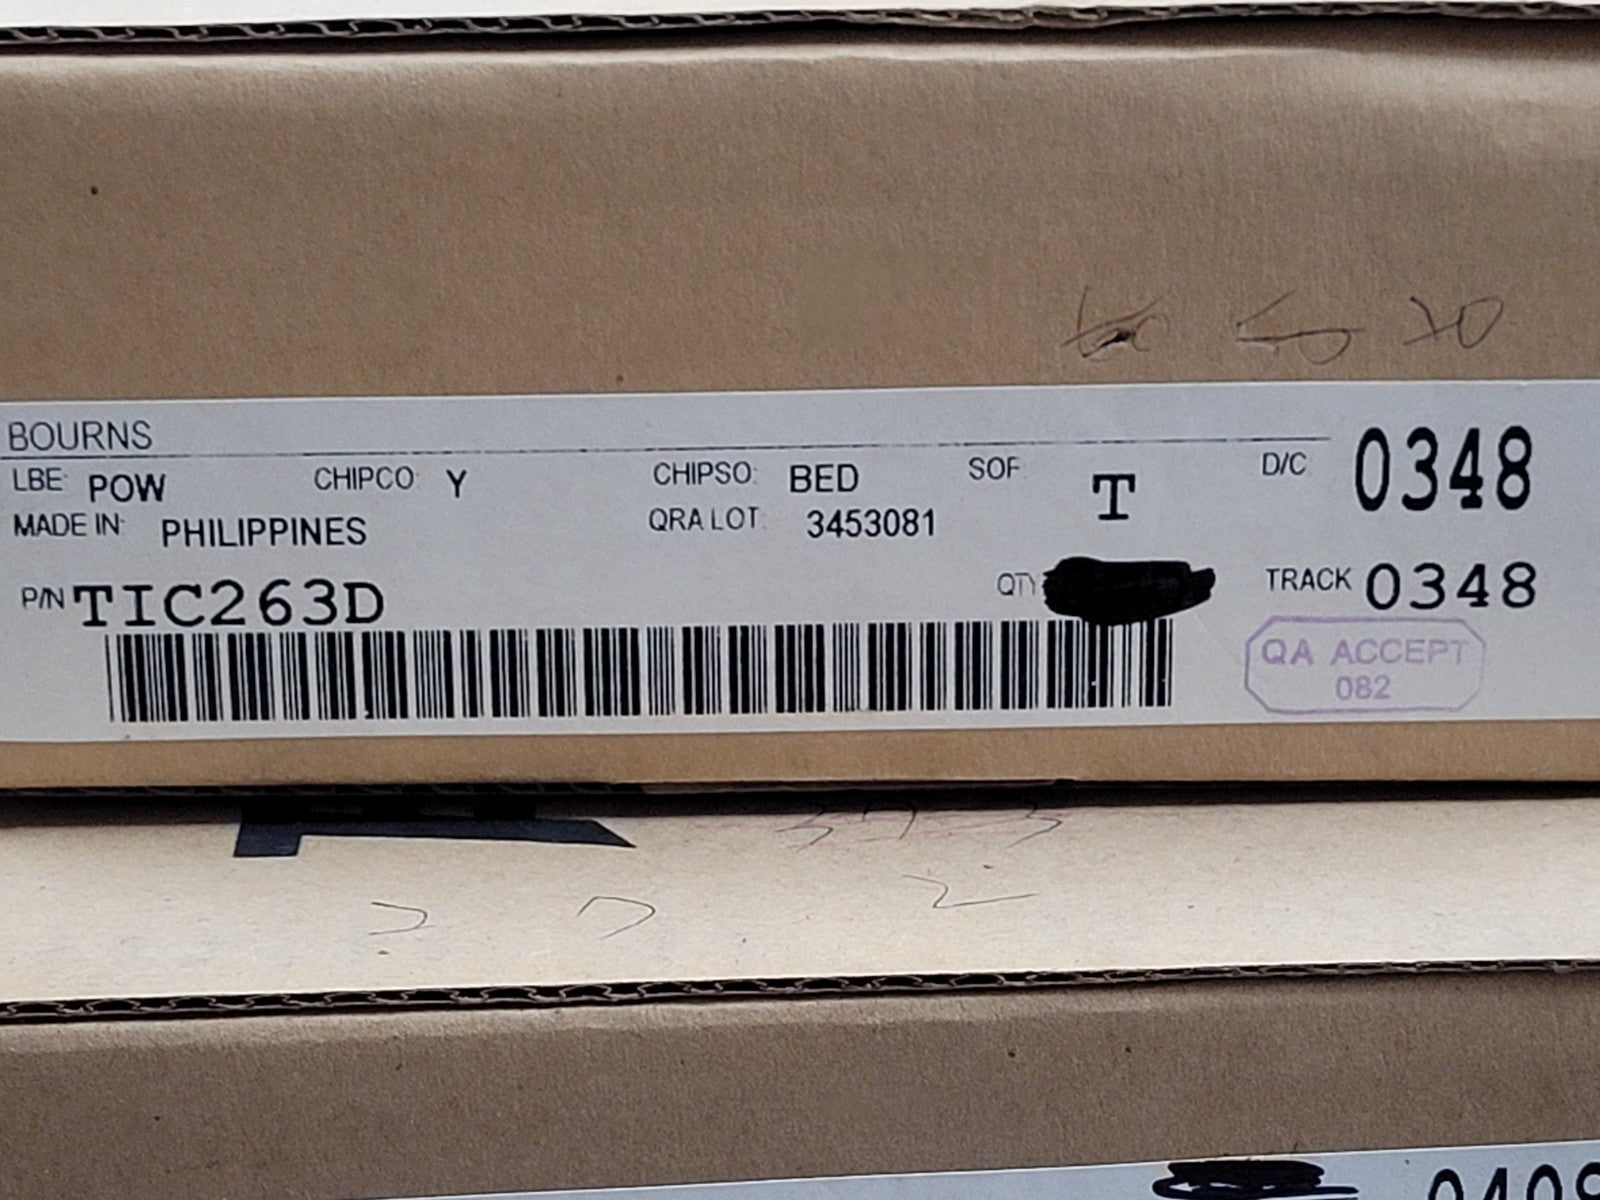 BOURNS
LBE: POW CHIPCO: Y CHIPSO: BED SOF: T D/C 0348
MADE IN: PHILIPPINES QRA LOT: 3453081
P/N TIC263D QTY TRACK 0348
QA ACCEPT
082